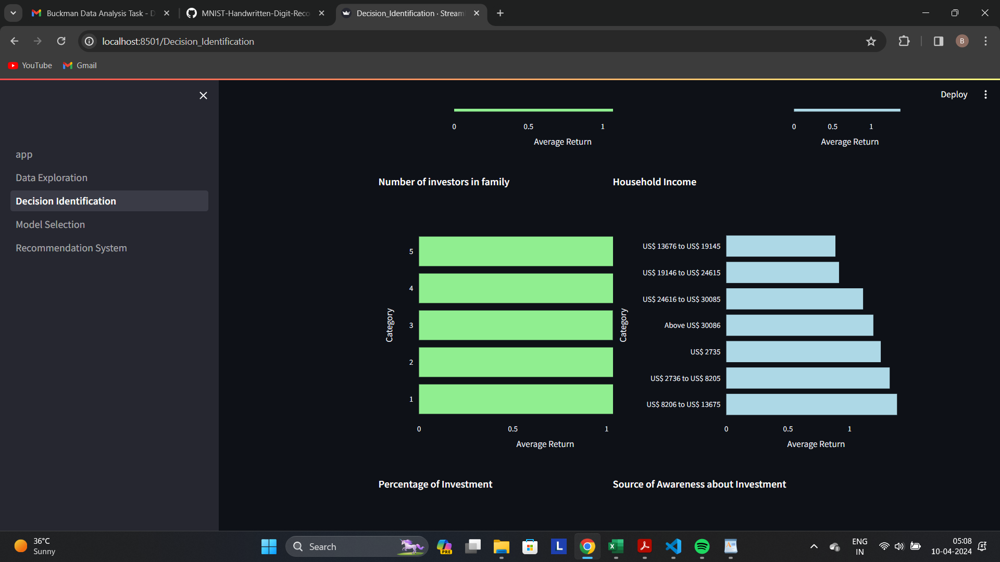 Buckman Data Analysis Task - D
MNIST-Handwritten-Digit-Reco
Decision_Identification · Stream
localhost:8501/Decision_Identification
B
YouTube
Gmail
Deploy
app
Data Exploration
Decision Identification
Model Selection
Recommendation System
0 0.5 1
Average Return
0 0.5 1
Average Return
Number of investors in family
Category
5
4
3
2
1
0 0.5 1
Average Return
Household Income
Category
US$ 13676 to US$ 19145
US$ 19146 to US$ 24615
US$ 24616 to US$ 30085
Above US$ 30086
US$ 2735
US$ 2736 to US$ 8205
US$ 8206 to US$ 13675
0 0.5 1
Average Return
Percentage of Investment
Source of Awareness about Investment
36°C
Sunny
Search
PRE
L
ENG
IN
05:08
10-04-2024